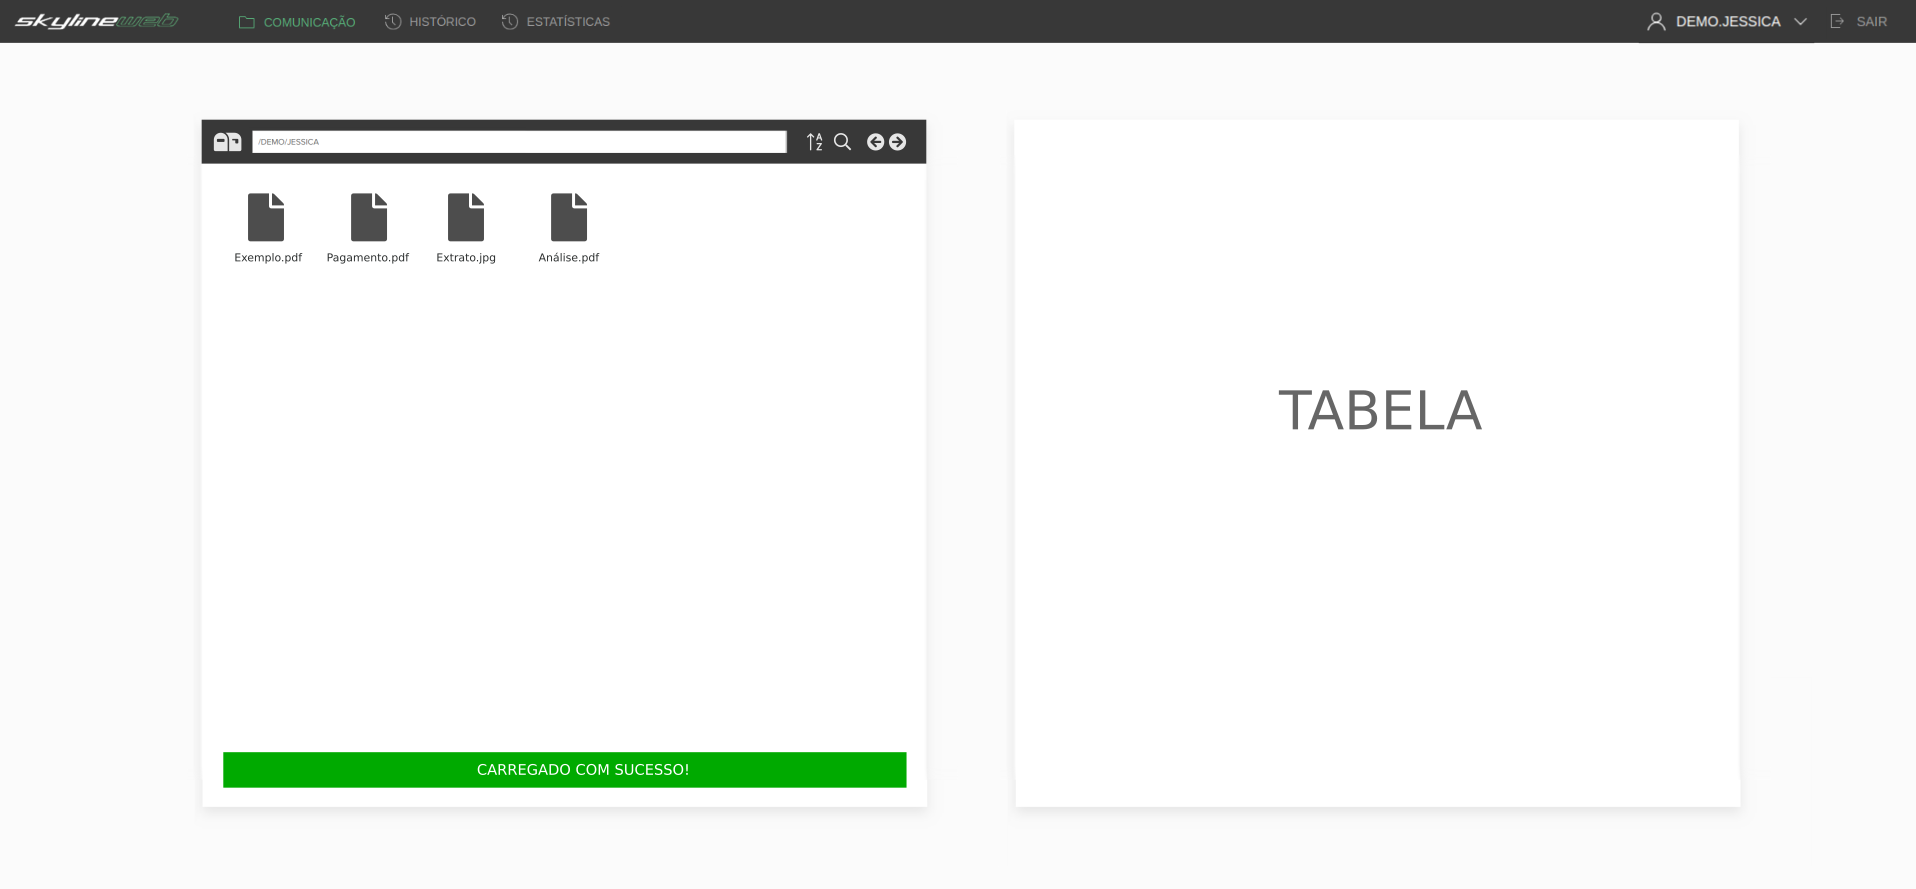 skylineweb COMUNICAÇÃO HISTÓRICO ESTATÍSTICAS DEMO.JESSICA SAIR
/DEMO/JESSICA A Z
Exemplo.pdf Pagamento.pdf Extrato.jpg Análise.pdf
TABELA
CARREGADO COM SUCESSO!